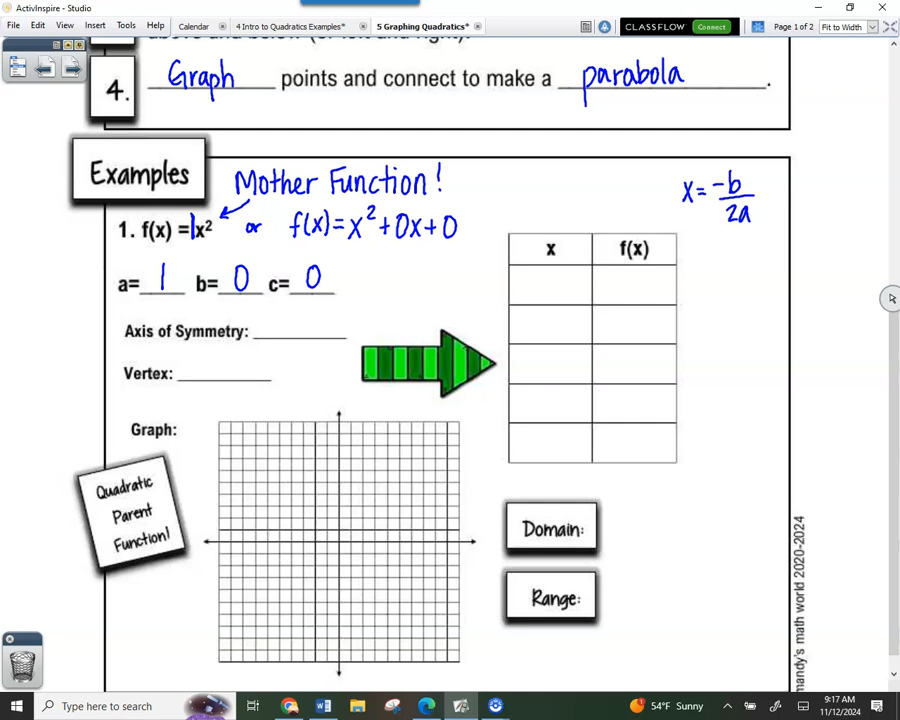 ActivInspire - Studio
File Edit View Insert Tools Help Calendar 4 Intro to Quadratics Examples* 5 Graphing Quadratics* CLASSFLOW Connect Page 1 of 2 Fit to Width
4. Graph points and connect to make a parabola.
Examples
Mother Function!
x = -b/2a
1. f(x) = 1x² or f(x) = x² + 0x + 0
a= 1 b= 0 c= 0
x f(x)
Axis of Symmetry:
Vertex:
Graph:
Quadratic
Parent
Function!
Domain:
Range:
mandy's math world 2020-2024
Type here to search
54°F Sunny
9:17 AM
11/12/2024